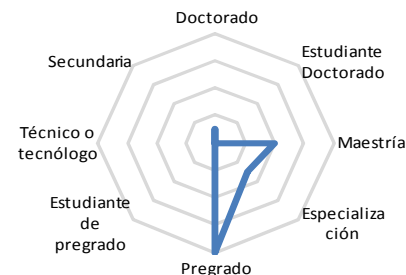 Doctorado
Estudiante
Doctorado
Maestría
Especializa
ción
Pregrado
Estudiante
de
pregrado
Técnico o
tecnólogo
Secundaria